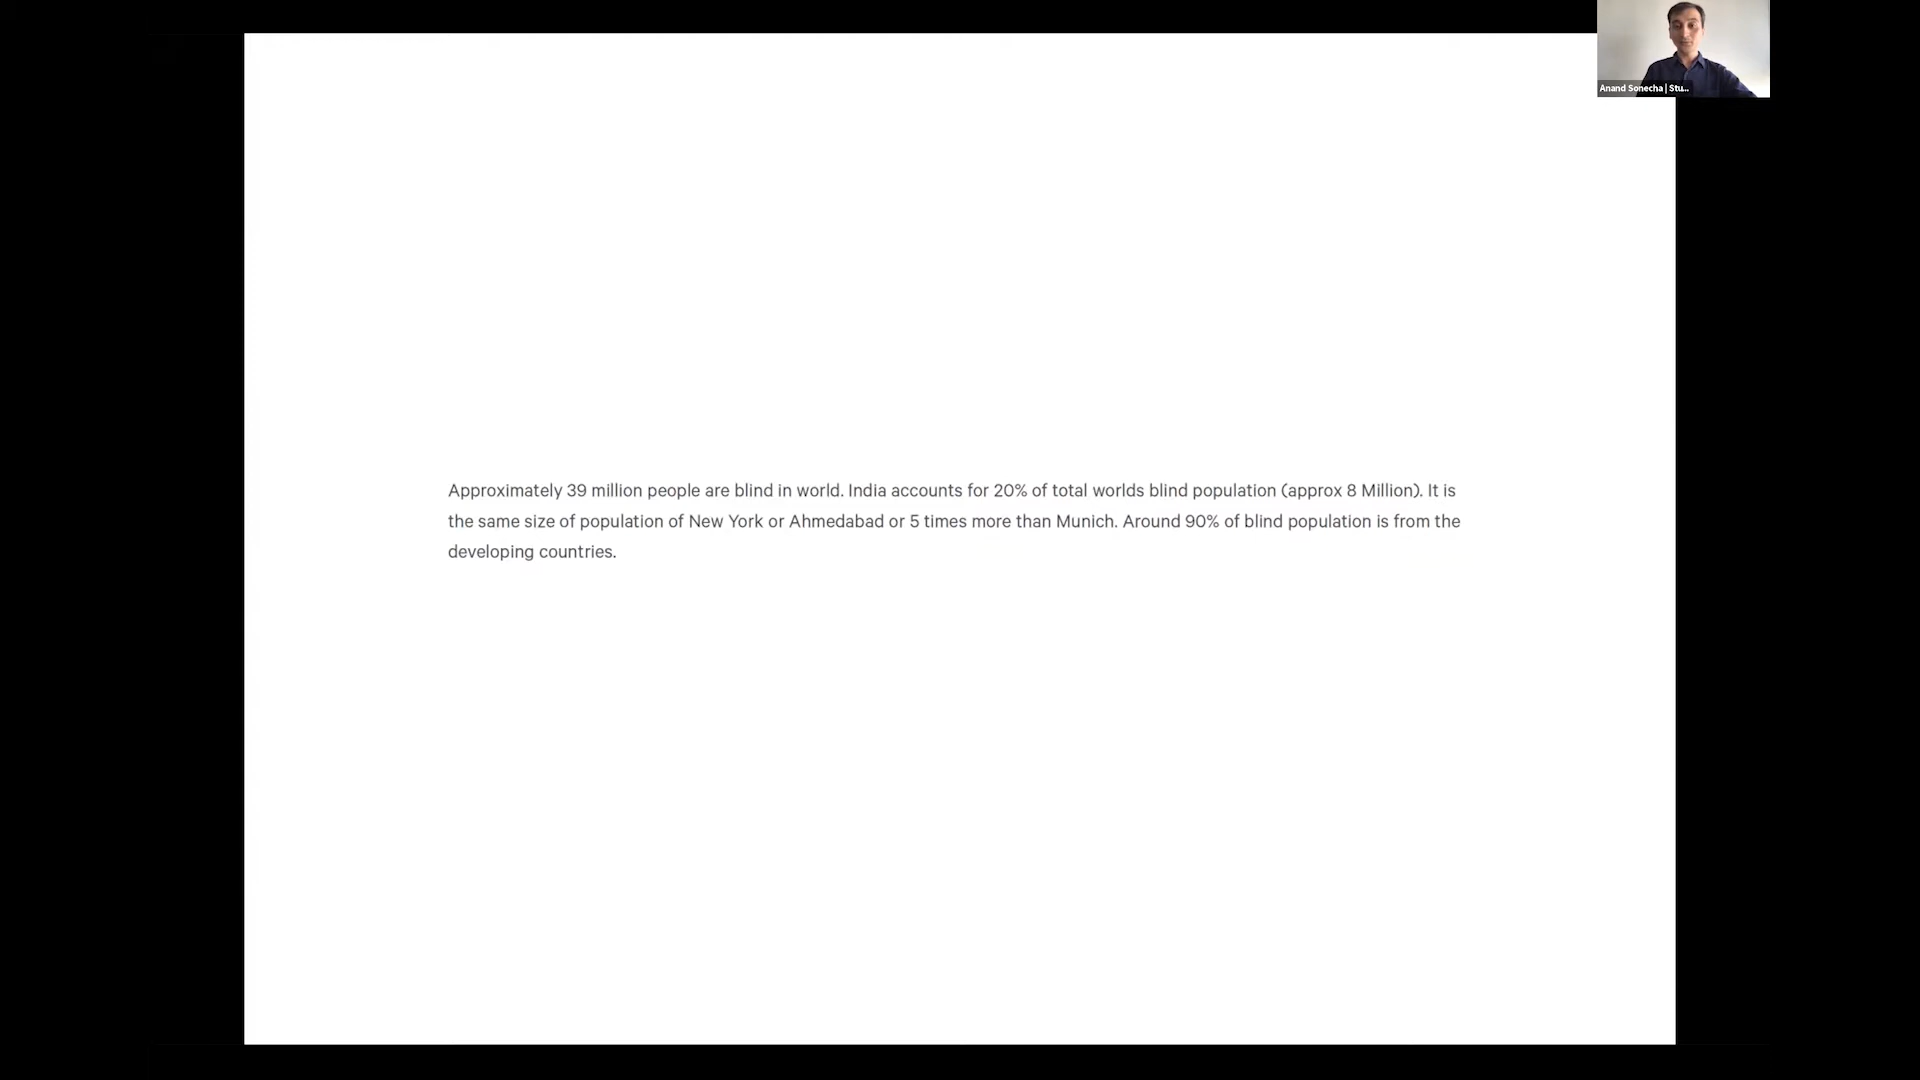 Anand Sonecha | Stu...
Approximately 39 million people are blind in world. India accounts for 20% of total worlds blind population (approx 8 Million). It is
the same size of population of New York or Ahmedabad or 5 times more than Munich. Around 90% of blind population is from the
developing countries.